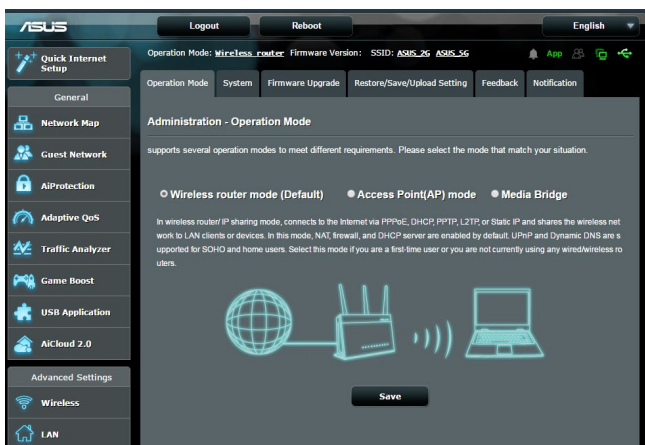 ASUS
Logout
Reboot
English
Quick Internet
Setup
Operation Mode: Wireless router Firmware Version: SSID: ASUS_2G ASUS_5G
App
Operation Mode
System
Firmware Upgrade
Restore/Save/Upload Setting
Feedback
Notification
General
Network Map
Guest Network
AiProtection
Adaptive QoS
Traffic Analyzer
Game Boost
USB Application
AiCloud 2.0
Advanced Settings
Wireless
LAN
Administration - Operation Mode
supports several operation modes to meet different requirements. Please select the mode that match your situation.
Wireless router mode (Default)
Access Point(AP) mode
Media Bridge
In wireless router/ IP sharing mode, connects to the Internet via PPPoE, DHCP, PPTP, L2TP, or Static IP and shares the wireless net
work to LAN clients or devices. In this mode, NAT, firewall, and DHCP server are enabled by default. UPnP and Dynamic DNS are s
upported for SOHO and home users. Select this mode if you are a first-time user or you are not currently using any wired/wireless ro
uters.
Save